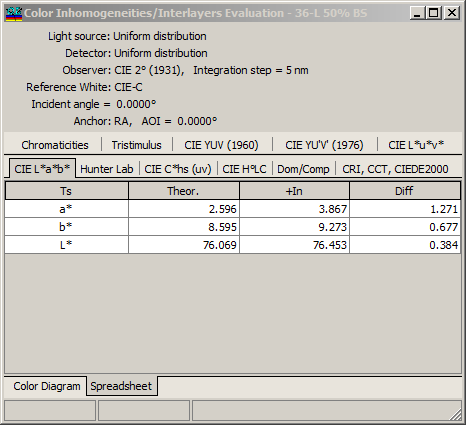 Color Inhomogeneities/Interlayers Evaluation - 36-L 50% BS
Light source: Uniform distribution
Detector: Uniform distribution
Observer: CIE 2° (1931), Integration step = 5 nm
Reference White: CIE-C
Incident angle = 0.0000°
Anchor: RA, AOI = 0.0000°
Chromaticities Tristimulus CIE YUV (1960) CIE YU'V' (1976) CIE L*u*v*
CIE L*a*b* Hunter Lab CIE C*hs (uv) CIE H°LC Dom/Comp CRI, CCT, CIEDE2000
Ts Theor. +In Diff
a* 2.596 3.867 1.271
b* 8.595 9.273 0.677
L* 76.069 76.453 0.384
Color Diagram Spreadsheet